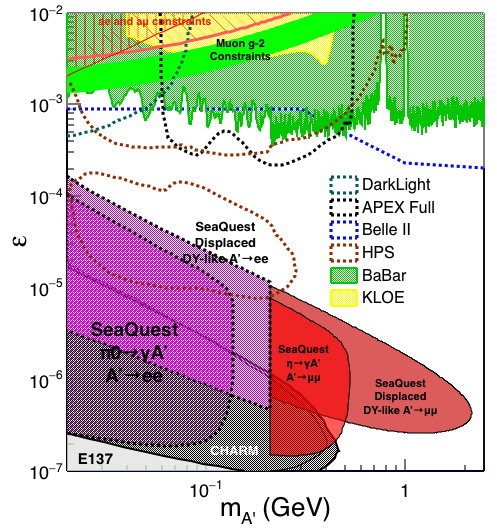 10⁻²
ae and aμ constraints
Muon g-2
Constraints
10⁻³
10⁻⁴
ε
DarkLight
APEX Full
Belle II
HPS
BaBar
KLOE
SeaQuest
Displaced
DY-like A'→ee
10⁻⁵
SeaQuest
π0→γA'
A'→ee
SeaQuest
η→γA'
A'→μμ
SeaQuest
Displaced
DY-like A'→μμ
10⁻⁶
CHARM
E137
10⁻⁷
10⁻¹
1
m_A' (GeV)